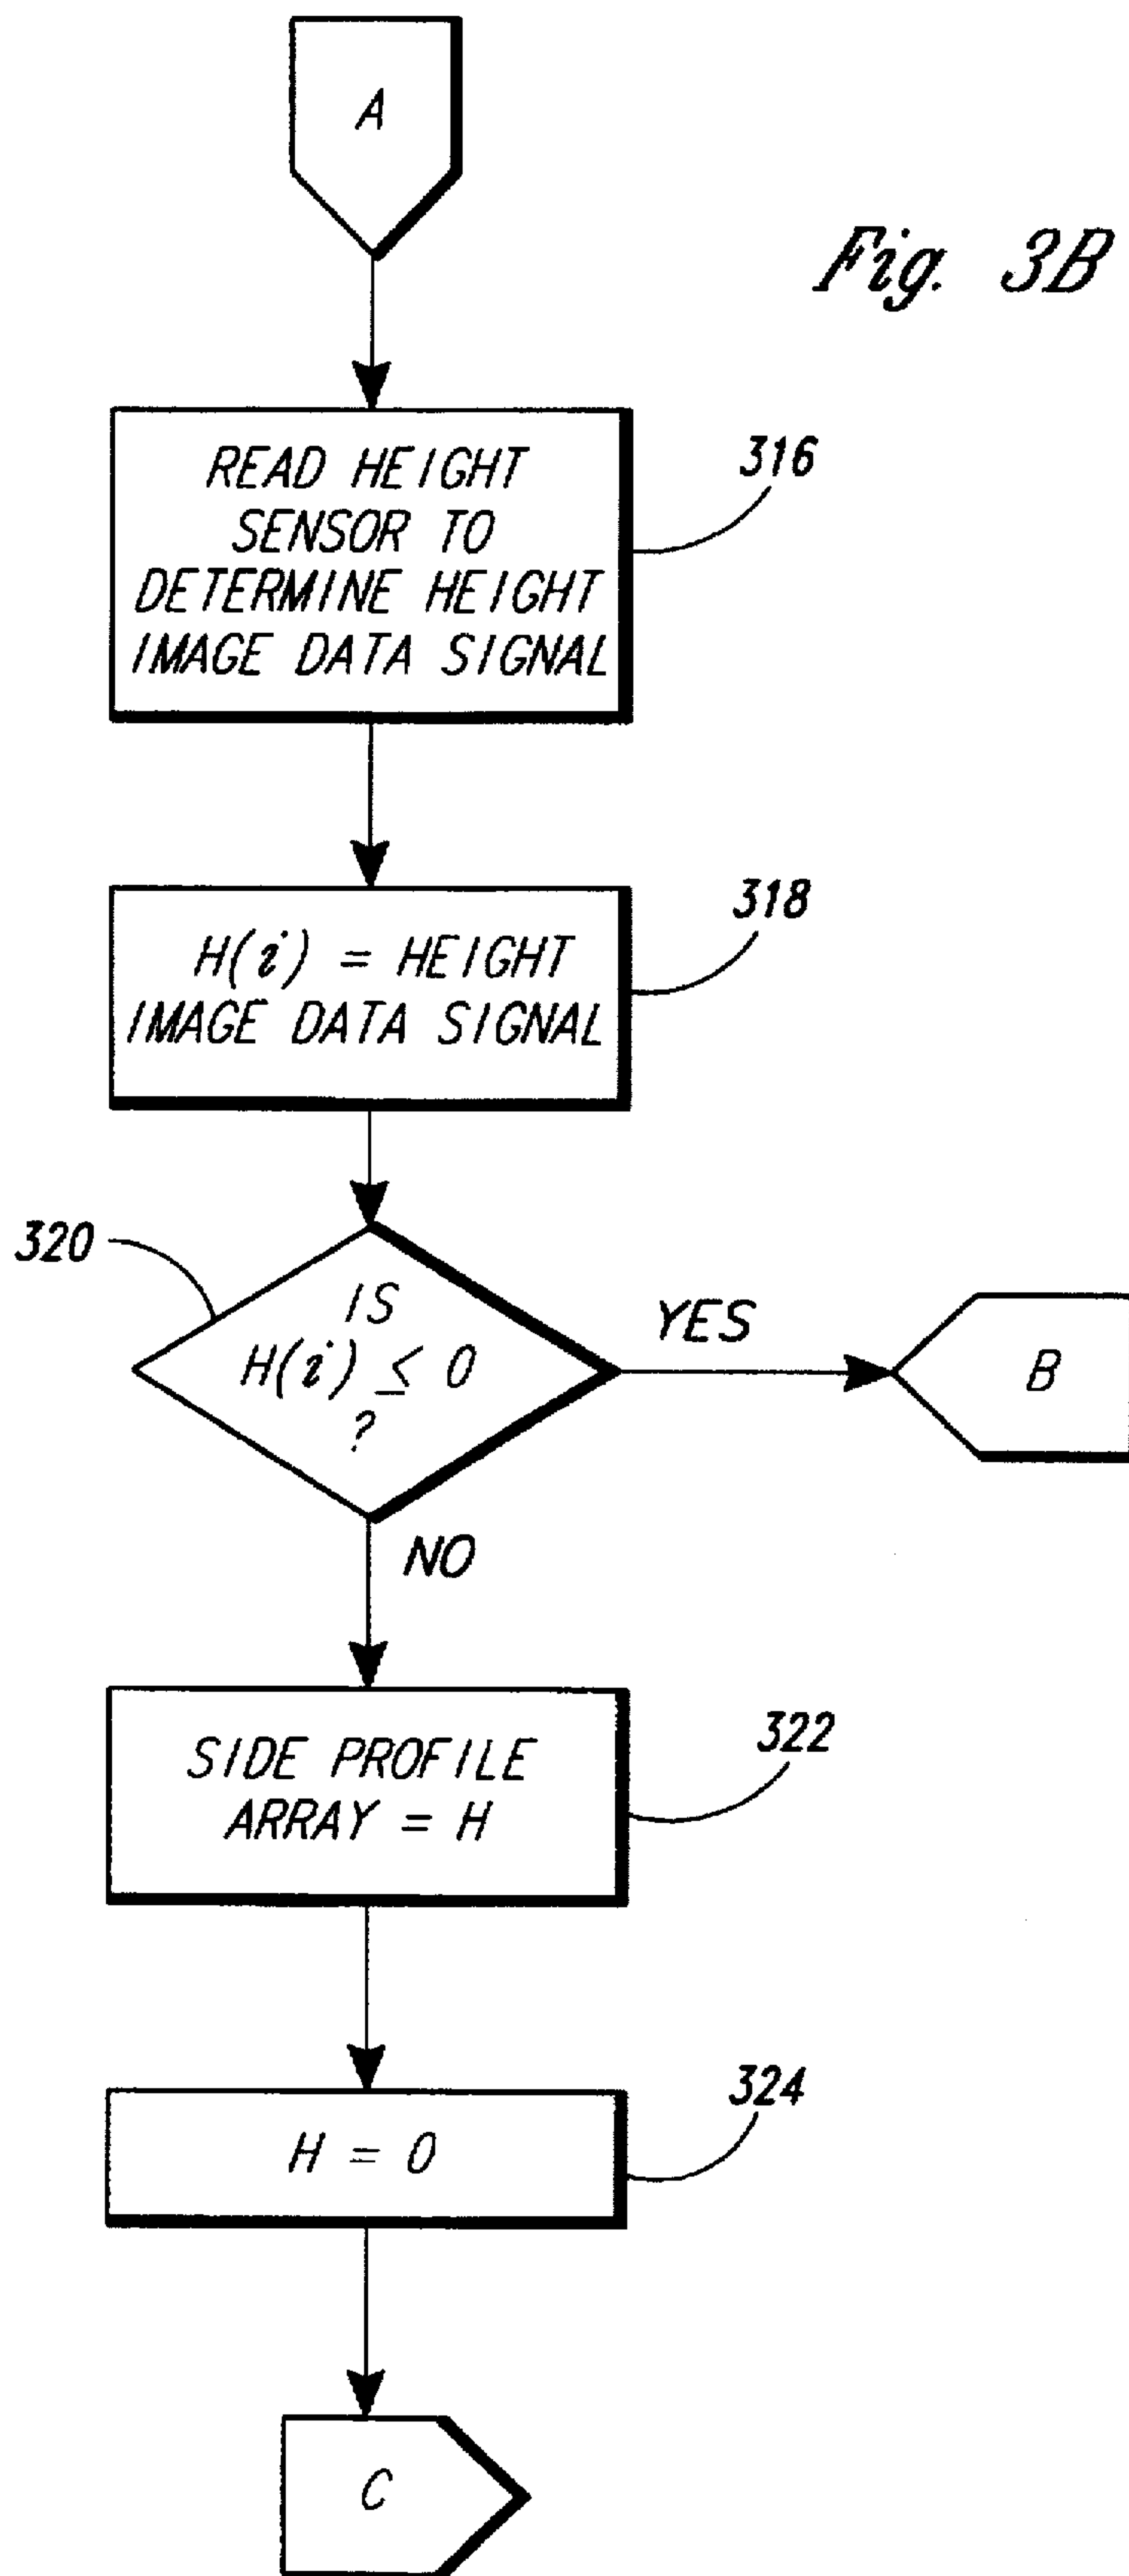 A
Fig. 3B
READ HEIGHT
SENSOR TO
DETERMINE HEIGHT
IMAGE DATA SIGNAL
316
H(i) = HEIGHT
IMAGE DATA SIGNAL
318
320
IS
H(i) ≤ 0
?
YES
B
NO
SIDE PROFILE
ARRAY = H
322
H = 0
324
C